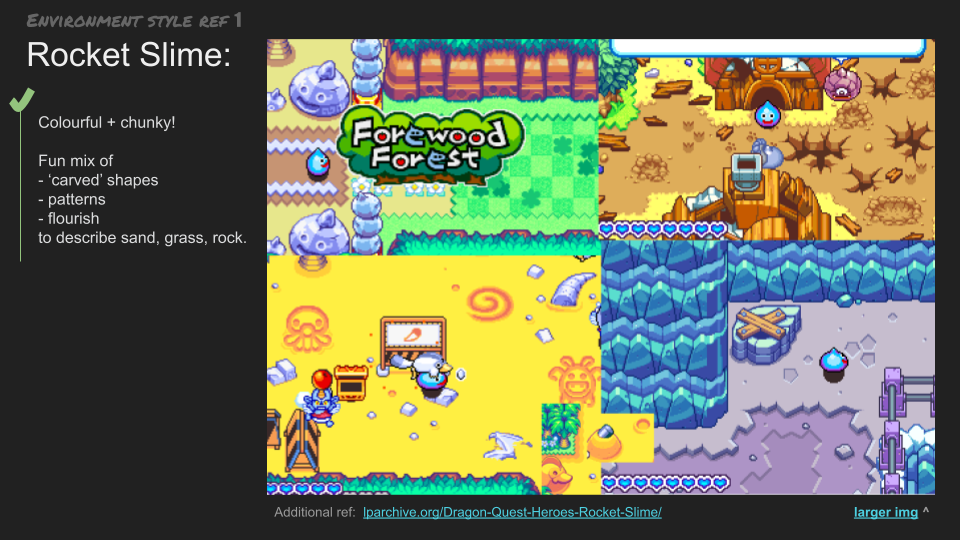 Environment style ref 1
Rocket Slime:
Colourful + chunky!
Fun mix of
- ‘carved’ shapes
- patterns
- flourish
to describe sand, grass, rock.
Forewood
Forest
Additional ref: lparchive.org/Dragon-Quest-Heroes-Rocket-Slime/
larger img ^